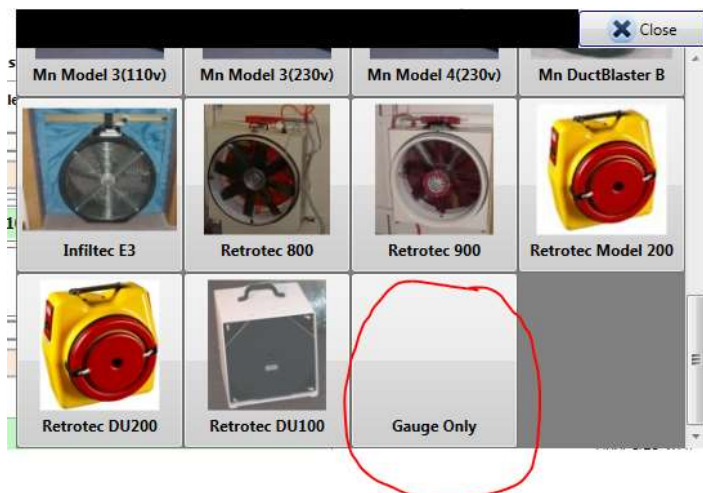 Close
Mn Model 3(110v) Mn Model 3(230v) Mn Model 4(230v) Mn DuctBlaster B
Infiltec E3 Retrotec 800 Retrotec 900 Retrotec Model 200
Retrotec DU200 Retrotec DU100 Gauge Only